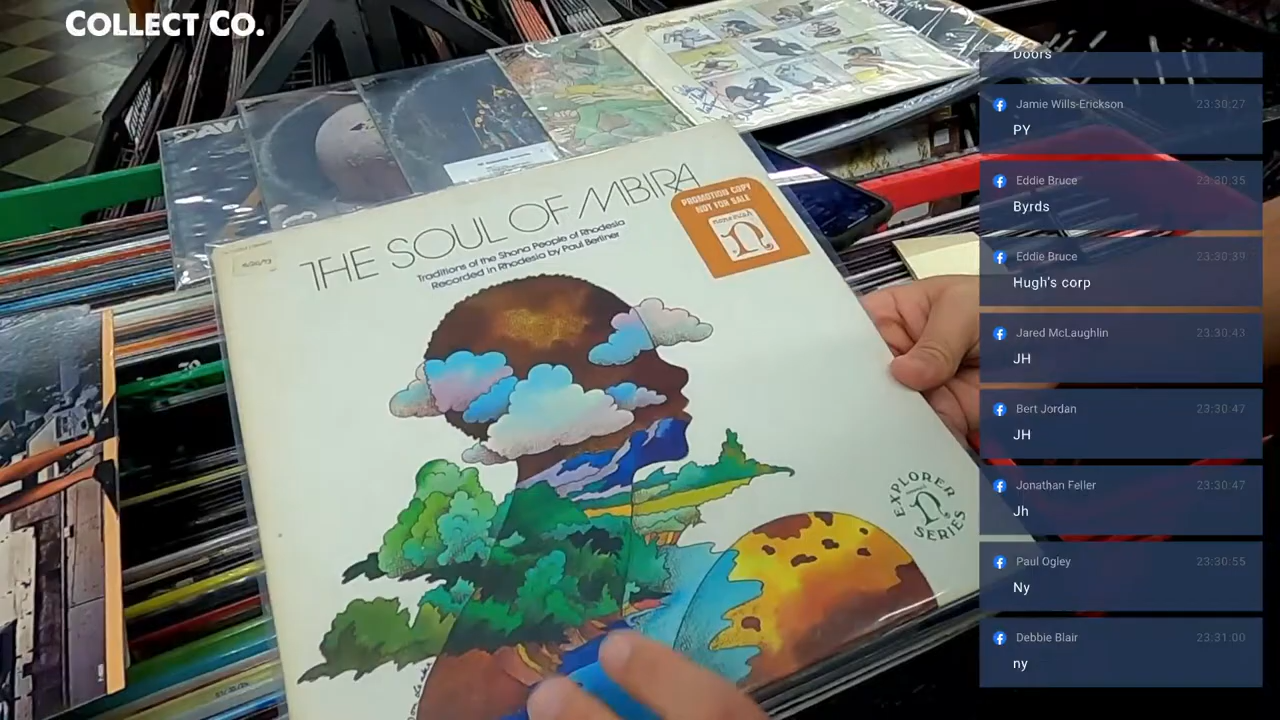 COLLECT CO.
THE SOUL OF MBIRA
Traditions of the Shona People of Rhodesia
Recorded in Rhodesia by Paul Berliner
PROMOTION COPY
NOT FOR SALE
nonesuch
n
EXPLORER
n
SERIES
Doors
Jamie Wills-Erickson 23:30:27
PY
Eddie Bruce 23:30:35
Byrds
Eddie Bruce 23:30:39
Hugh's corp
Jared McLaughlin 23:30:43
JH
Bert Jordan 23:30:47
JH
Jonathan Feller 23:30:47
Jh
Paul Ogley 23:30:55
Ny
Debbie Blair 23:31:00
ny